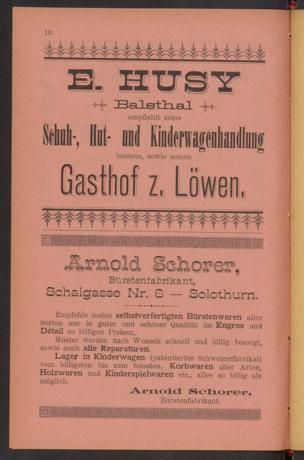 16
E. HUSY
Balsthal
empfiehlt seine
Schuh-, Hut- und Kinderwagenhandlung
bestens, sowie seinen
Gasthof z. Löwen.
Arnold Schorer,
Bürstenfabrikant,
Schalgasse Nr. 6 — Solothurn.
Empfehle meine selbstverfertigten Bürstenwaren aller
Sorten nur in guter und schöner Qualität im Engros und
Détail zu billigen Preisen.
Muster werden nach Wunsch schnell und billig besorgt,
sowie auch alle Reparaturen.
Lager in Kinderwagen (patentiertes Schweizerfabrikat)
vom billigsten bis zum feinsten. Korbwaren aller Arten,
Holzwaren und Kinderspielwaren etc., alles so billig als
möglich.
Arnold Schorer,
Bürstenfabrikant.